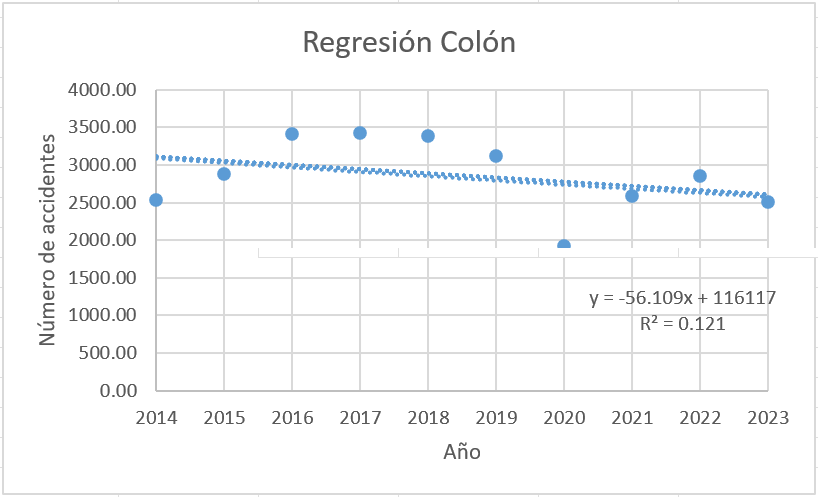 Regresión Colón
4000.00
3500.00
3000.00
2500.00
2000.00
1500.00
1000.00
500.00
0.00
Número de accidentes
y = -56.109x + 116117
R² = 0.121
2014 2015 2016 2017 2018 2019 2020 2021 2022 2023
Año